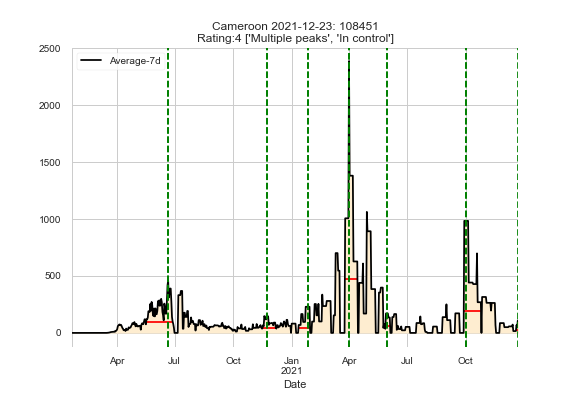 Cameroon 2021-12-23: 108451
Rating:4 ['Multiple peaks', 'In control']
2500
Average-7d
2000
1500
1000
500
0
Apr Jul Oct Jan Apr Jul Oct
2021
Date